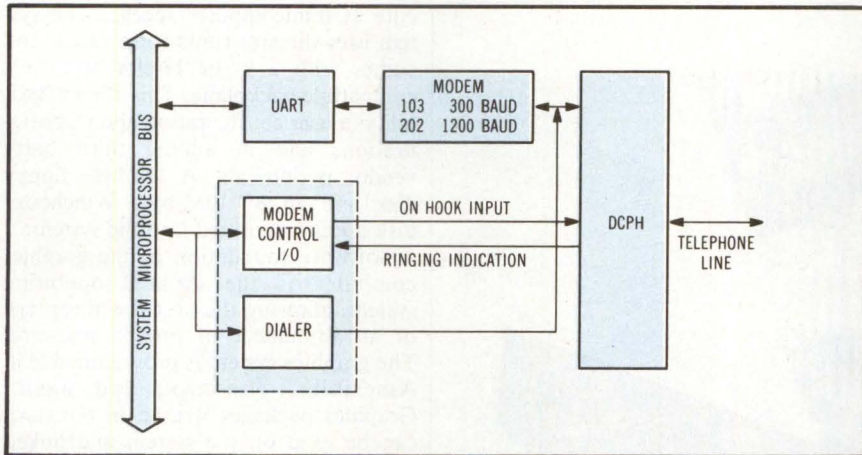 SYSTEM MICROPROCESSOR BUS
UART
MODEM
103 300 BAUD
202 1200 BAUD
MODEM
CONTROL
I/O
DIALER
ON HOOK INPUT
RINGING INDICATION
DCPH
TELEPHONE
LINE